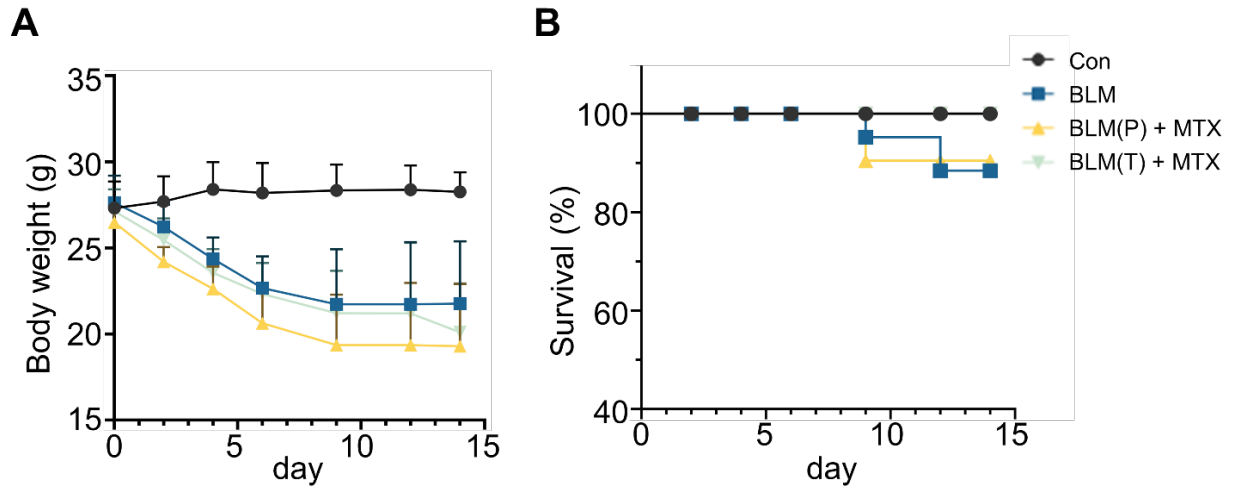 A
Body weight (g)
35
30
25
20
15
0
5
10
15
day
B
Survival (%)
100
80
60
40
0
5
10
15
day
Con
BLM
BLM(P) + MTX
BLM(T) + MTX